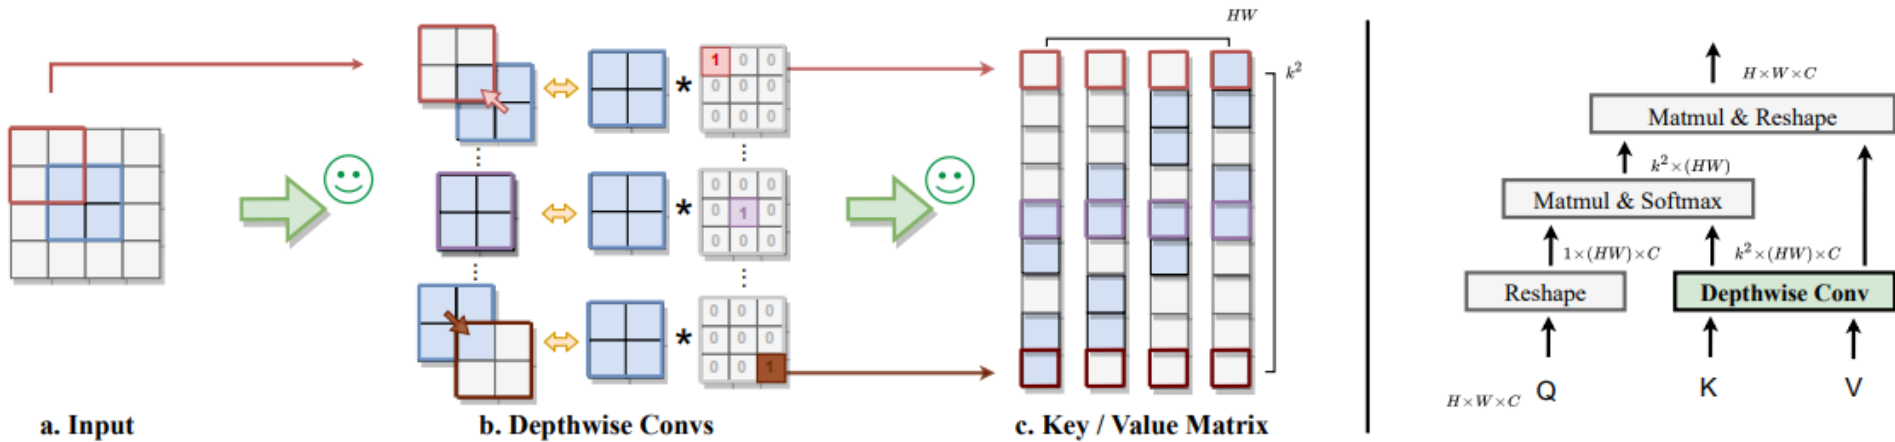 HW
1 0 0
0 0 0
0 0 0
*
k²
⋮ ⋮
0 0 0
0 1 0
0 0 0
*
⋮ ⋮
0 0 0
0 0 0
0 0 1
*
a. Input
b. Depthwise Convs
c. Key / Value Matrix
H×W×C
Matmul & Reshape
k²×(HW)
Matmul & Softmax
1×(HW)×C
k²×(HW)×C
Reshape
Depthwise Conv
H×W×C Q
K
V